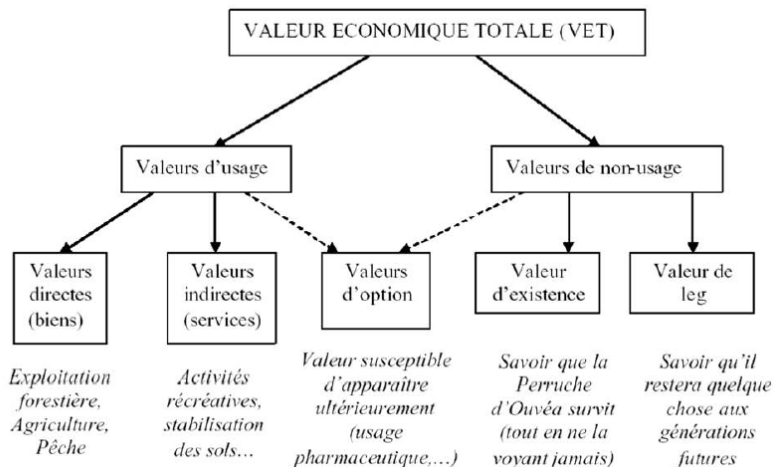 VALEUR ECONOMIQUE TOTALE (VET)
Valeurs d'usage
Valeurs de non-usage
Valeurs
directes
(biens)
Valeurs
indirectes
(services)
Valeurs
d'option
Valeur
d'existence
Valeur de
leg
Exploitation
forestière,
Agriculture,
Pêche
Activités
récréatives,
stabilisation
des sols…
Valeur susceptible
d'apparaître
ultérieurement
(usage
pharmaceutique,…)
Savoir que la
Perruche
d'Ouvéa survit
(tout en ne la
voyant jamais)
Savoir qu'il
restera quelque
chose aux
générations
futures